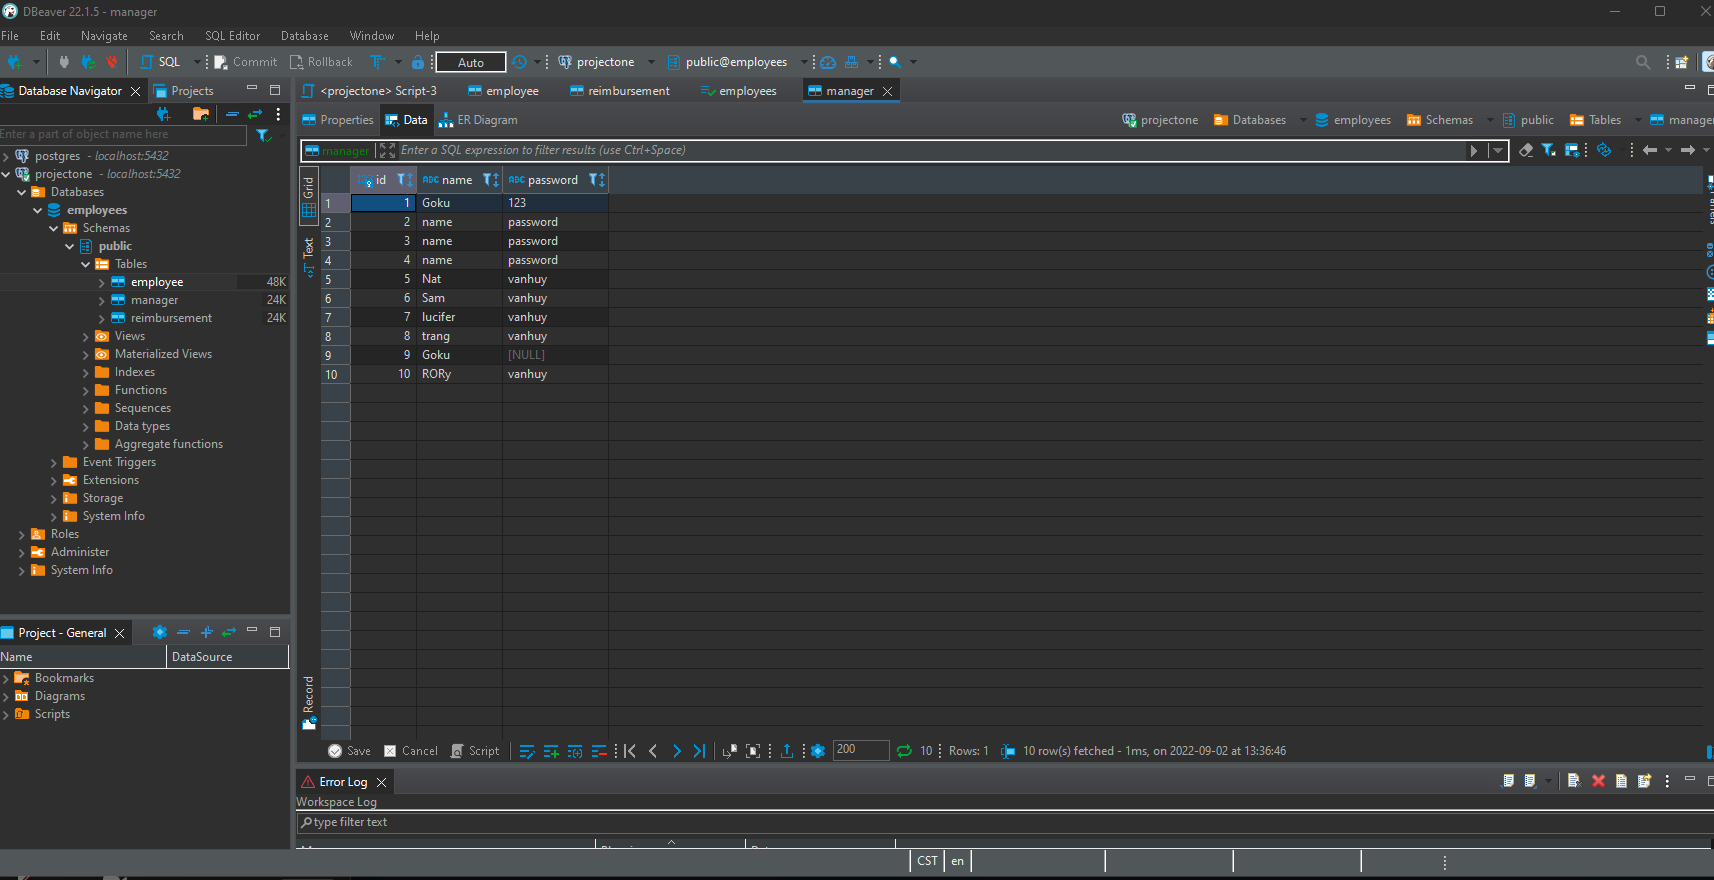 DBeaver 22.1.5 - manager
File Edit Navigate Search SQL Editor Database Window Help
SQL Commit Rollback Auto projectone public@employees
Database Navigator Projects
Enter a part of object name here
postgres - localhost:5432
projectone - localhost:5432
Databases
employees
Schemas
public
Tables
employee 48K
manager 24K
reimbursement 24K
Views
Materialized Views
Indexes
Functions
Sequences
Data types
Aggregate functions
Event Triggers
Extensions
Storage
System Info
Roles
Administer
System Info
Project - General
Name DataSource
Bookmarks
Diagrams
Scripts
<projectone> Script-3 employee reimbursement employees manager
Properties Data ER Diagram projectone Databases employees Schemas public Tables manager
manager Enter a SQL expression to filter results (use Ctrl+Space)
Grid
Text
Record
123 id ABC name ABC password
1 1 Goku 123
2 2 name password
3 3 name password
4 4 name password
5 5 Nat vanhuy
6 6 Sam vanhuy
7 7 lucifer vanhuy
8 8 trang vanhuy
9 9 Goku [NULL]
10 10 RORy vanhuy
Save Cancel Script 200 10 Rows: 1 10 row(s) fetched - 1ms, on 2022-09-02 at 13:36:46
Error Log
Workspace Log
type filter text
CST en